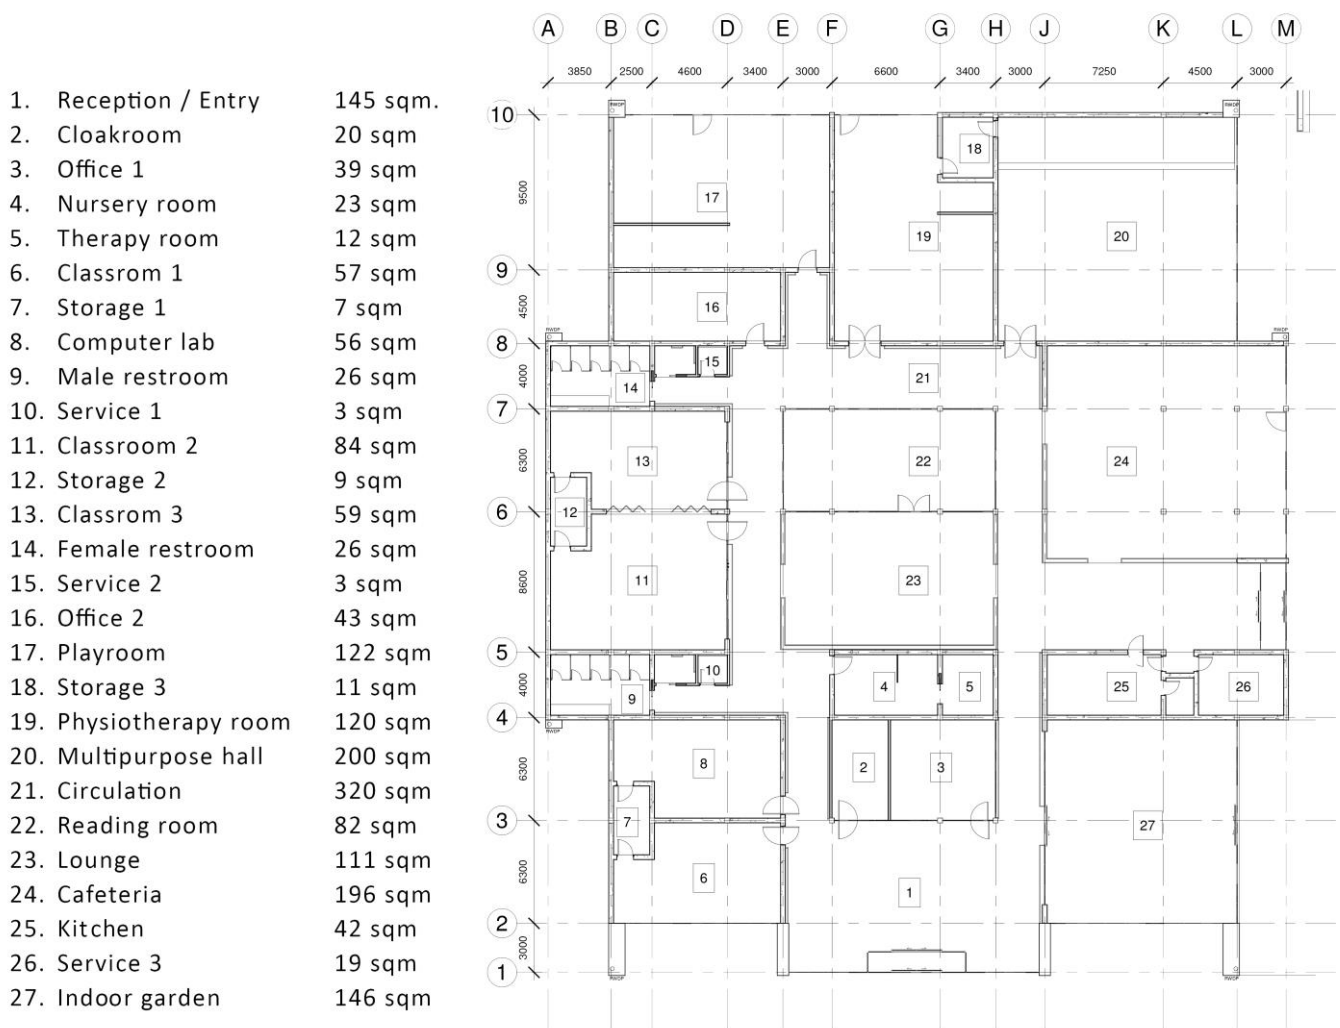 1. Reception / Entry 145 sqm.
2. Cloakroom 20 sqm
3. Office 1 39 sqm
4. Nursery room 23 sqm
5. Therapy room 12 sqm
6. Classrom 1 57 sqm
7. Storage 1 7 sqm
8. Computer lab 56 sqm
9. Male restroom 26 sqm
10. Service 1 3 sqm
11. Classroom 2 84 sqm
12. Storage 2 9 sqm
13. Classrom 3 59 sqm
14. Female restroom 26 sqm
15. Service 2 3 sqm
16. Office 2 43 sqm
17. Playroom 122 sqm
18. Storage 3 11 sqm
19. Physiotherapy room 120 sqm
20. Multipurpose hall 200 sqm
21. Circulation 320 sqm
22. Reading room 82 sqm
23. Lounge 111 sqm
24. Cafeteria 196 sqm
25. Kitchen 42 sqm
26. Service 3 19 sqm
27. Indoor garden 146 sqm
A B C D E F G H J K L M
3850 2500 4600 3400 3000 6600 3400 3000 7250 4500 3000
RWDP RWDP
10
18
9500
17
19 20
9
4500
16
RWDP RWDP
8
15
4000
14
21
7
6300
13 22 24
12
6
8600
11 23
5
10
4000
9 4 5 25 26
4
RWDP
6300
8 2 3
7 27
3
6300
6 1
2
3000
1
RWDP RWDP